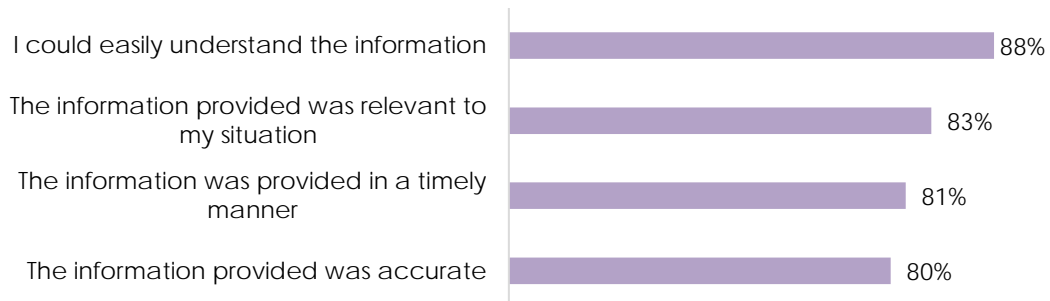 I could easily understand the information
88%
The information provided was relevant to
my situation
83%
The information was provided in a timely
manner
81%
The information provided was accurate
80%